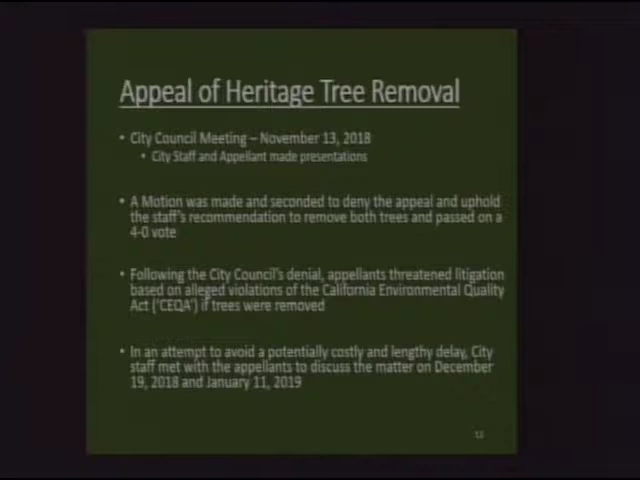 Appeal of Heritage Tree Removal
• City Council Meeting – November 13, 2018
• City Staff and Appellant made presentations
• A Motion was made and seconded to deny the appeal and uphold
the staff's recommendation to remove both trees and passed on a
4-0 vote
• Following the City Council's denial, appellants threatened litigation
based on alleged violations of the California Environmental Quality
Act ('CEQA') if trees were removed
• In an attempt to avoid a potentially costly and lengthy delay, City
staff met with the appellants to discuss the matter on December
19, 2018 and January 11, 2019